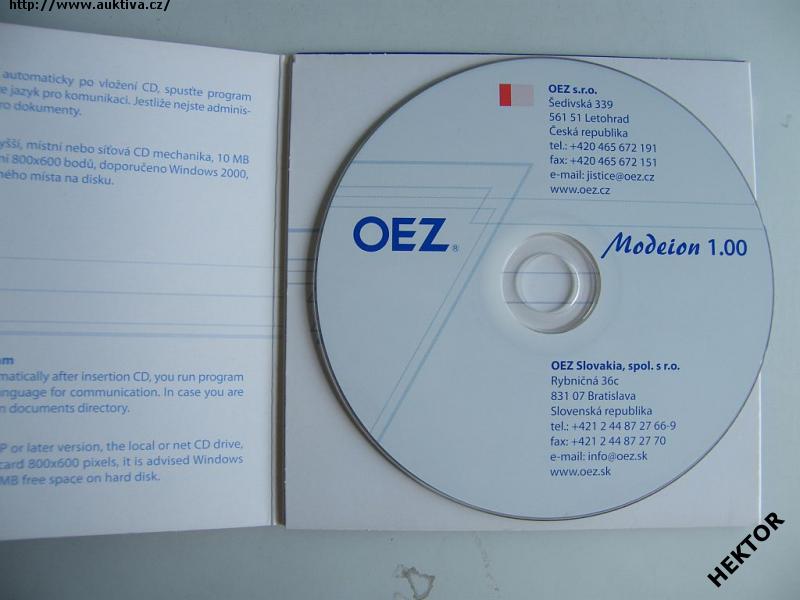 http://www.auktiva.cz/
automaticky po vložení CD, spusťte program
jazyk pro komunikaci. Jestliže nejste adminis-
dokumenty.
místní nebo síťová CD mechanika, 10 MB
800x600 bodů, doporučeno Windows 2000,
místa na disku.
after insertion CD, you run program
for communication. In case you are
documents directory.
or later version, the local or net CD drive,
card 800x600 pixels, it is advised Windows
MB free space on hard disk.
OEZ s.r.o.
Šedivská 339
561 51 Letohrad
Česká republika
tel.: +420 465 672 191
fax: +420 465 672 151
e-mail: jistice@oez.cz
www.oez.cz
OEZ®
Modeion 1.00
OEZ Slovakia, spol. s r.o.
Rybničná 36c
831 07 Bratislava
Slovenská republika
tel.: +421 2 44 87 27 66-9
fax: +421 2 44 87 27 70
e-mail: info@oez.sk
www.oez.sk
HEKTOR